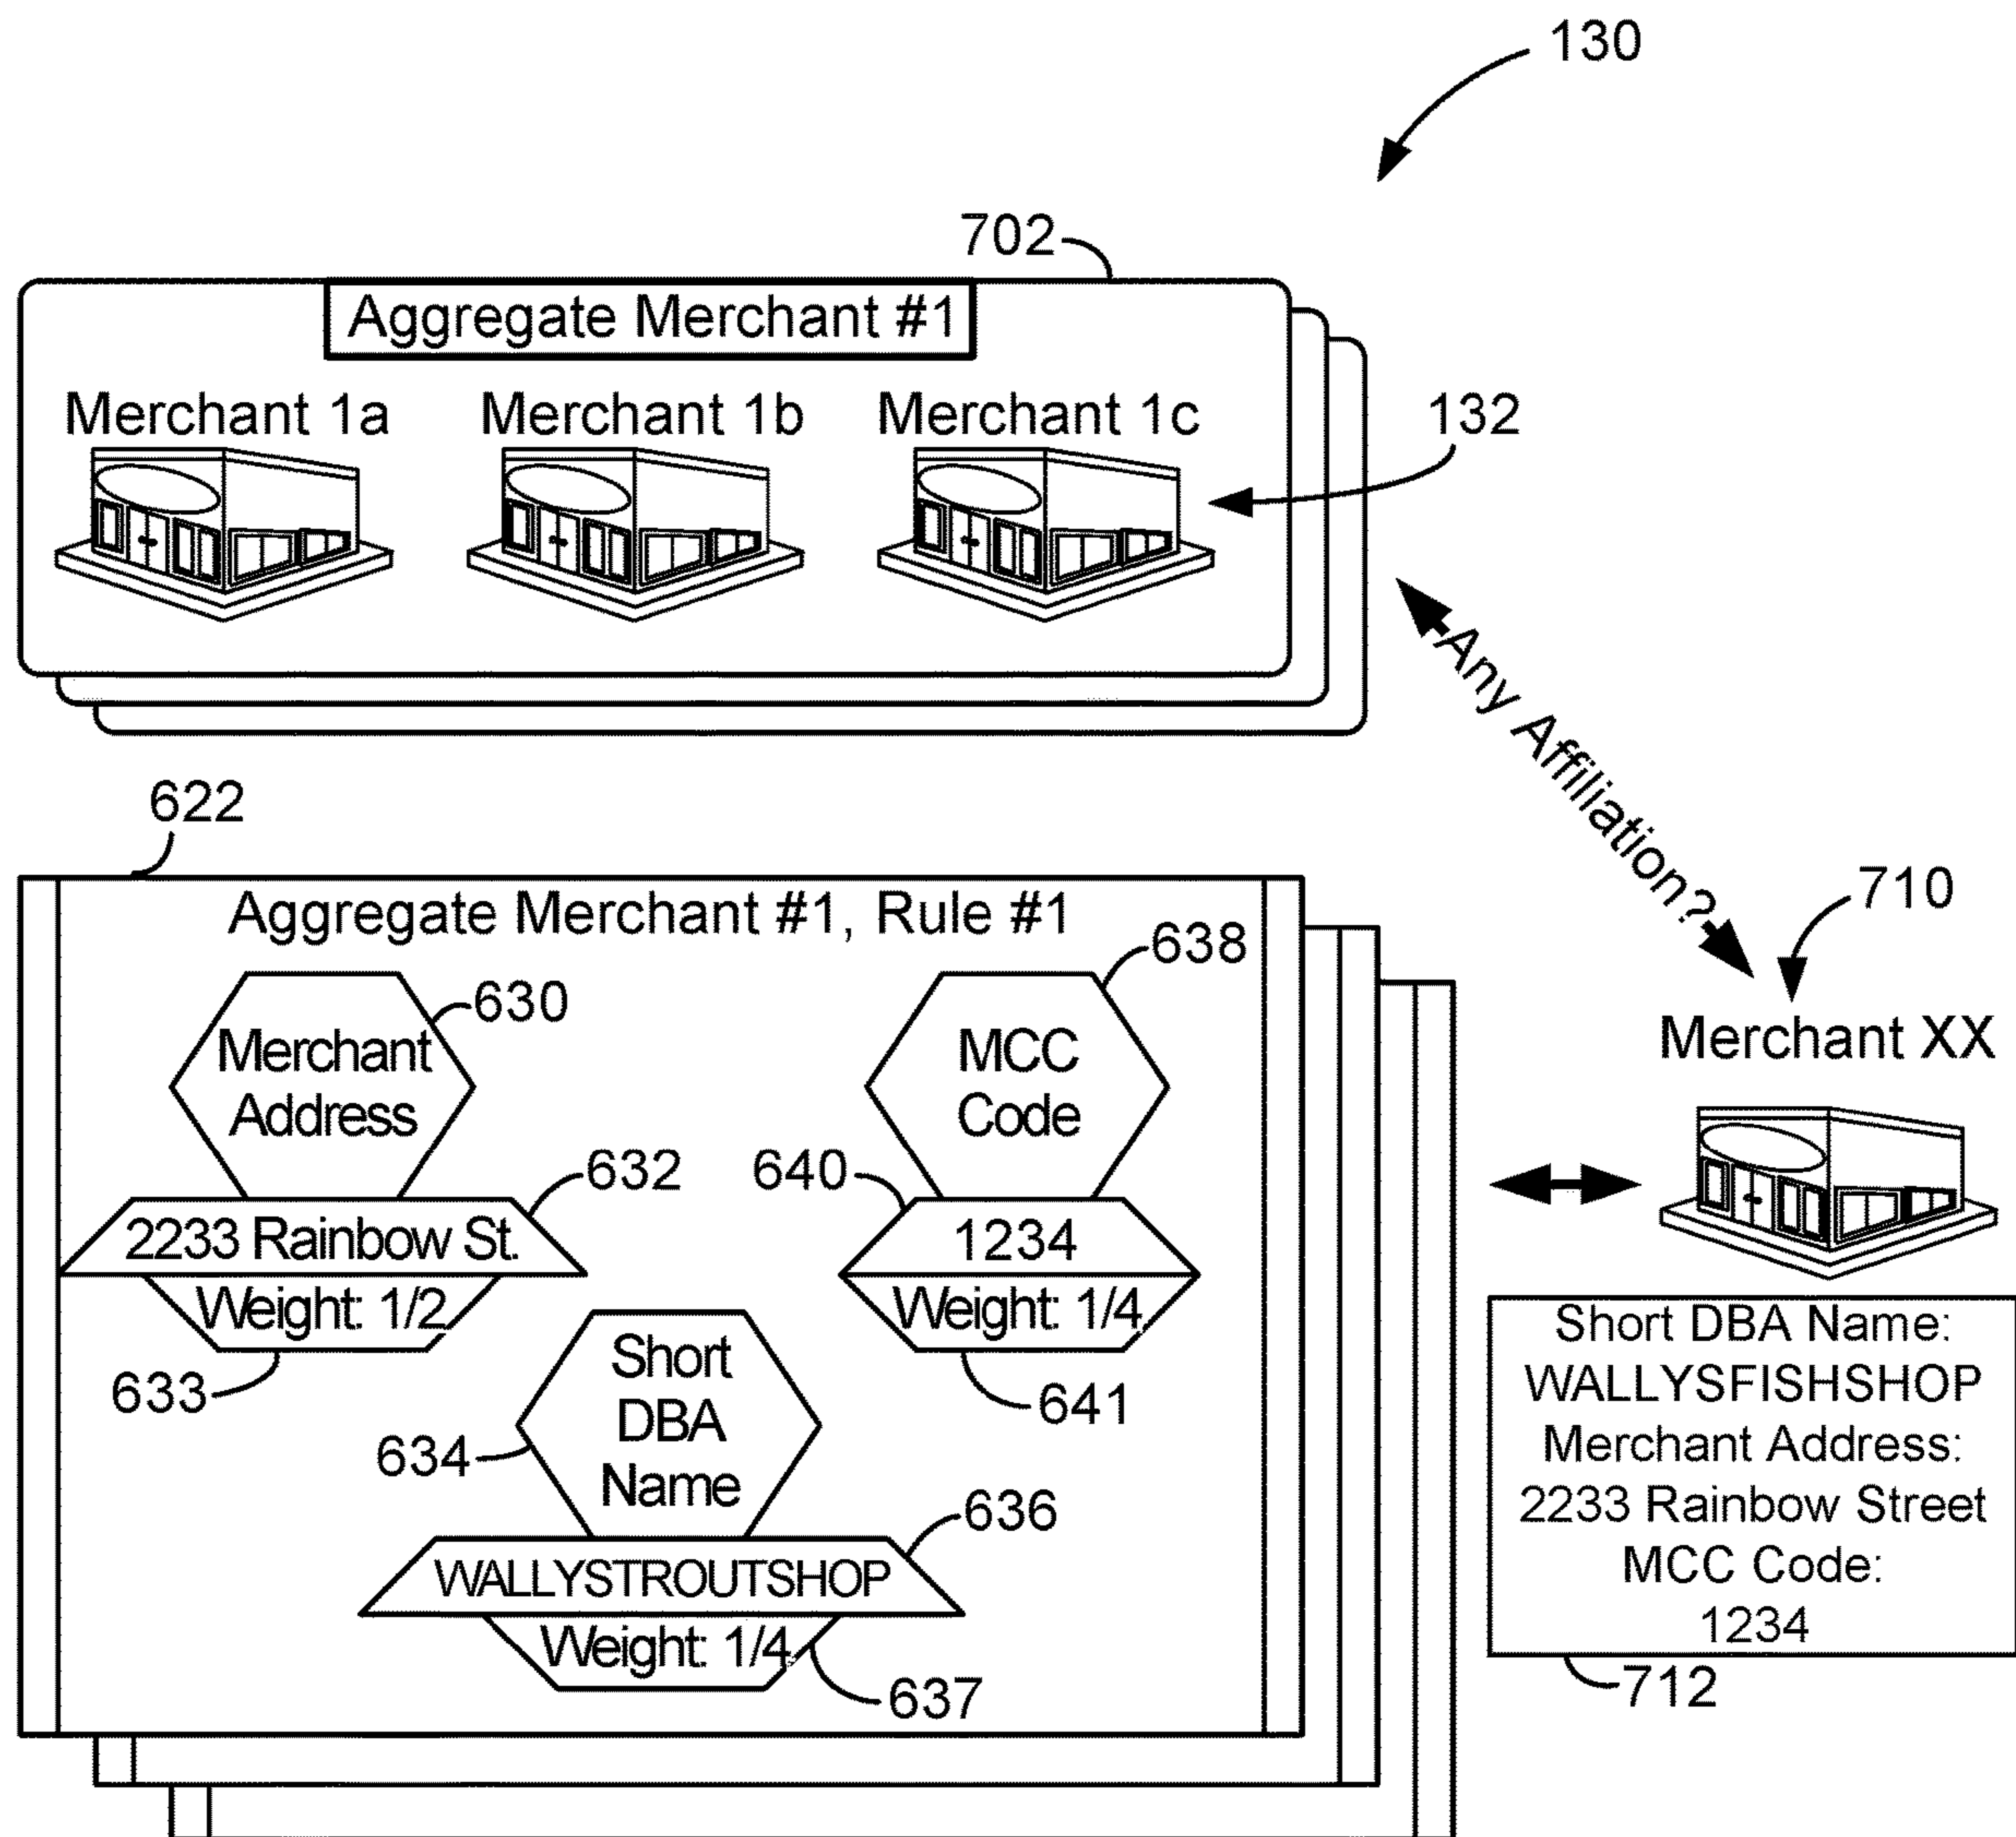 130
702
Aggregate Merchant #1
Merchant 1a
Merchant 1b
Merchant 1c
132
Any Affiliation?
622
Aggregate Merchant #1, Rule #1
710
638
630
Merchant
Address
MCC
Code
Merchant XX
632
640
2233 Rainbow St.
1234
Weight: 1/2
Weight: 1/4
633
641
Short
DBA
Name
634
636
WALLYSTROUTSHOP
Weight: 1/4
637
Short DBA Name:
WALLYSFISHSHOP
Merchant Address:
2233 Rainbow Street
MCC Code:
1234
712